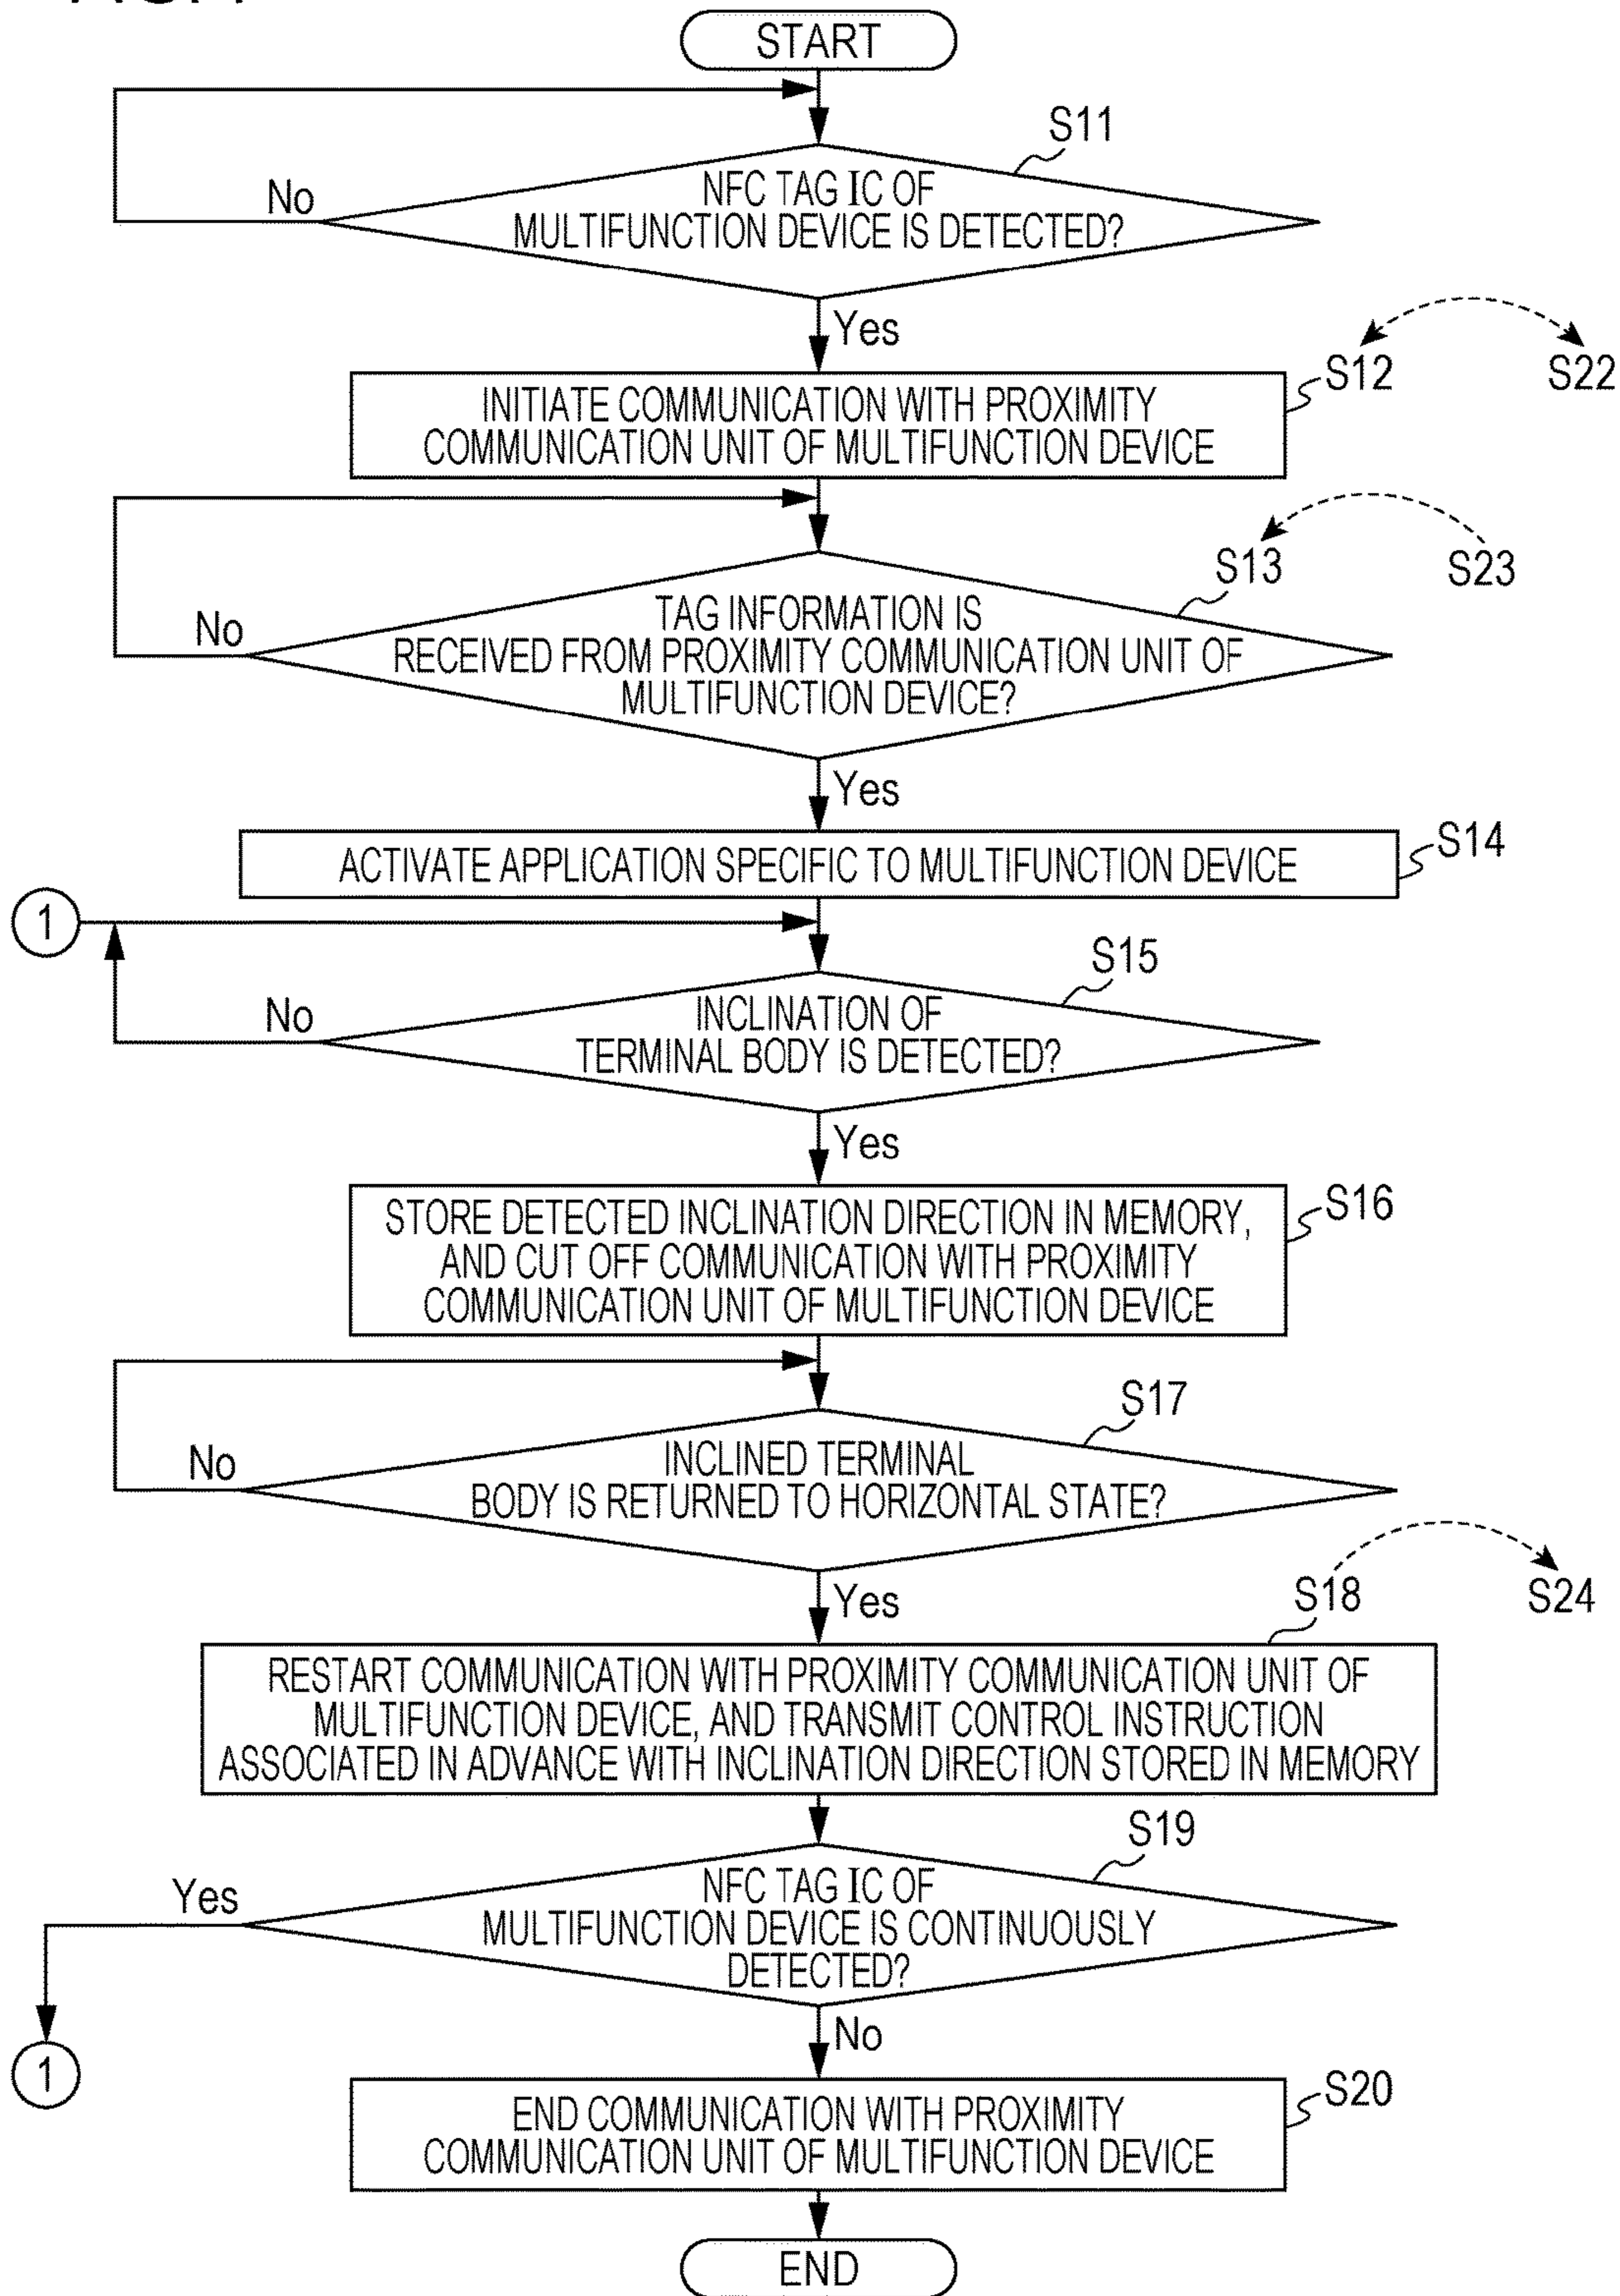 START
S11
NFC TAG IC OF
MULTIFUNCTION DEVICE IS DETECTED?
No
Yes
S12
S22
INITIATE COMMUNICATION WITH PROXIMITY
COMMUNICATION UNIT OF MULTIFUNCTION DEVICE
S13
S23
TAG INFORMATION IS
RECEIVED FROM PROXIMITY COMMUNICATION UNIT OF
MULTIFUNCTION DEVICE?
No
Yes
S14
ACTIVATE APPLICATION SPECIFIC TO MULTIFUNCTION DEVICE
1
S15
INCLINATION OF
TERMINAL BODY IS DETECTED?
No
Yes
S16
STORE DETECTED INCLINATION DIRECTION IN MEMORY,
AND CUT OFF COMMUNICATION WITH PROXIMITY
COMMUNICATION UNIT OF MULTIFUNCTION DEVICE
S17
INCLINED TERMINAL
BODY IS RETURNED TO HORIZONTAL STATE?
No
Yes
S18
S24
RESTART COMMUNICATION WITH PROXIMITY COMMUNICATION UNIT OF
MULTIFUNCTION DEVICE, AND TRANSMIT CONTROL INSTRUCTION
ASSOCIATED IN ADVANCE WITH INCLINATION DIRECTION STORED IN MEMORY
S19
NFC TAG IC OF
MULTIFUNCTION DEVICE IS CONTINUOUSLY
DETECTED?
Yes
1
No
S20
END COMMUNICATION WITH PROXIMITY
COMMUNICATION UNIT OF MULTIFUNCTION DEVICE
END